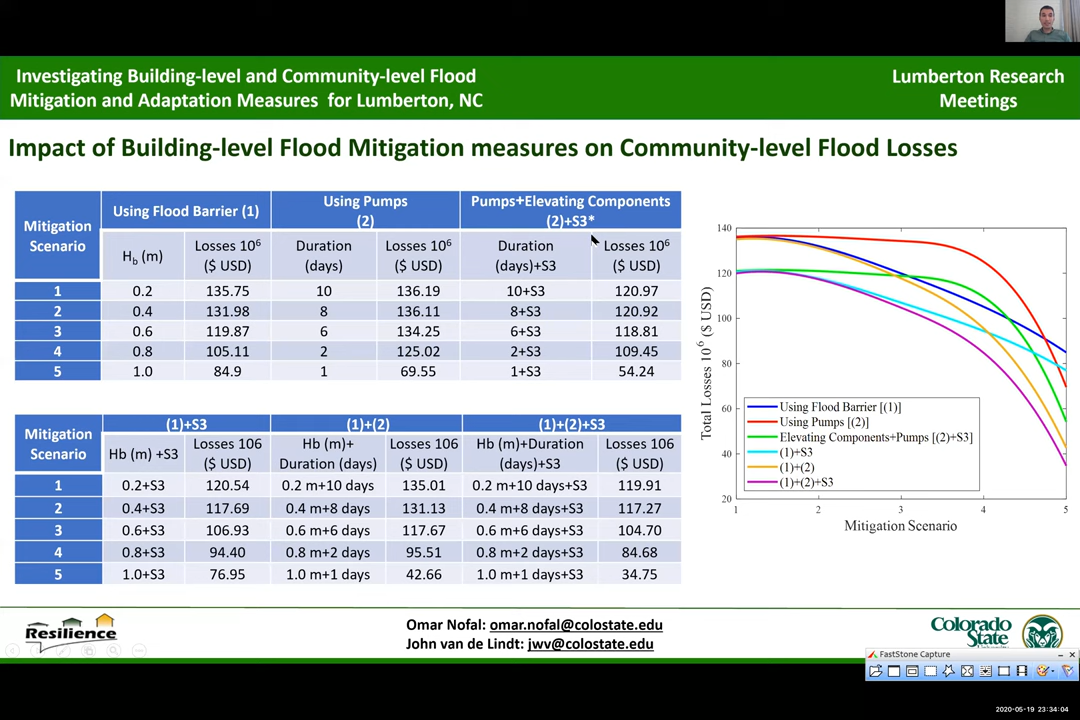 Investigating Building-level and Community-level Flood
Mitigation and Adaptation Measures for Lumberton, NC
Lumberton Research
Meetings
Impact of Building-level Flood Mitigation measures on Community-level Flood Losses
Mitigation
Scenario
Using Flood Barrier (1)
Using Pumps
(2)
Pumps+Elevating Components
(2)+S3*
Hb (m)
Losses 10⁶
($ USD)
Duration
(days)
Losses 10⁶
($ USD)
Duration
(days)+S3
Losses 10⁶
($ USD)
1 0.2 135.75 10 136.19 10+S3 120.97
2 0.4 131.98 8 136.11 8+S3 120.92
3 0.6 119.87 6 134.25 6+S3 118.81
4 0.8 105.11 2 125.02 2+S3 109.45
5 1.0 84.9 1 69.55 1+S3 54.24
Mitigation
Scenario
(1)+S3
(1)+(2)
(1)+(2)+S3
Hb (m) +S3
Losses 106
($ USD)
Hb (m)+
Duration (days)
Losses 106
($ USD)
Hb (m)+Duration
(days)+S3
Losses 106
($ USD)
1 0.2+S3 120.54 0.2 m+10 days 135.01 0.2 m+10 days+S3 119.91
2 0.4+S3 117.69 0.4 m+8 days 131.13 0.4 m+8 days+S3 117.27
3 0.6+S3 106.93 0.6 m+6 days 117.67 0.6 m+6 days+S3 104.70
4 0.8+S3 94.40 0.8 m+2 days 95.51 0.8 m+2 days+S3 84.68
5 1.0+S3 76.95 1.0 m+1 days 42.66 1.0 m+1 days+S3 34.75
Total Losses 10⁶ ($ USD)
140
120
100
80
60
40
20
Using Flood Barrier [(1)]
Using Pumps [(2)]
Elevating Components+Pumps [(2)+S3]
(1)+S3
(1)+(2)
(1)+(2)+S3
1 2 3 4 5
Mitigation Scenario
Resilience
Omar Nofal: omar.nofal@colostate.edu
John van de Lindt: jwv@colostate.edu
Colorado
State
FastStone Capture
2020-05-19 23:34:04